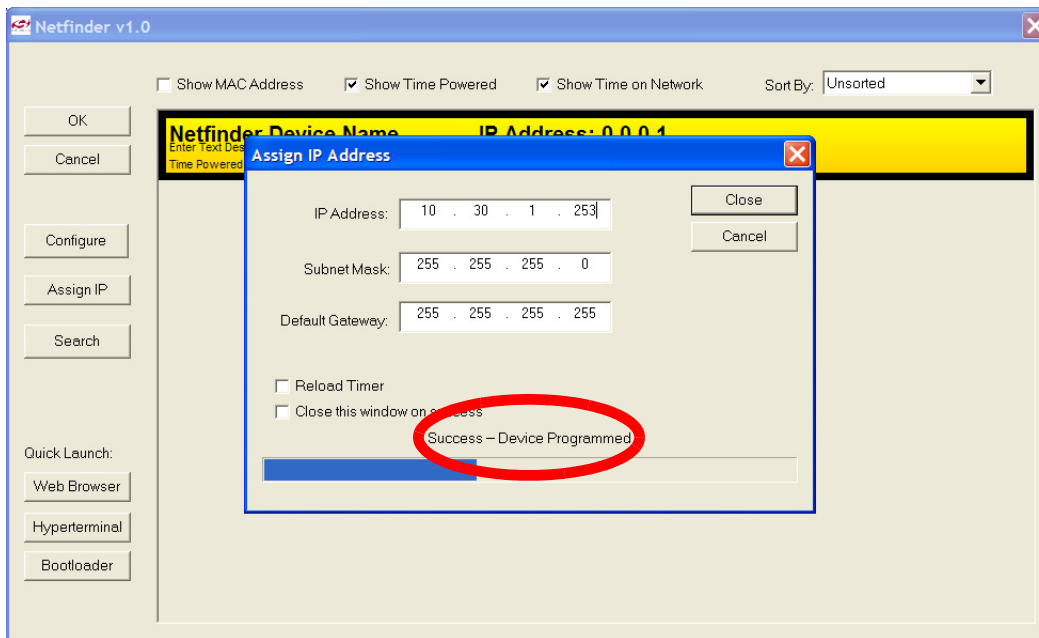 Netfinder v1.0
Show MAC Address Show Time Powered Show Time on Network Sort By: Unsorted
OK
Cancel
Configure
Assign IP
Search
Quick Launch:
Web Browser
Hyperterminal
Bootloader
Netfinder Device Name IP Address: 0.0.0.1
Enter Text Des
Time Powered
Assign IP Address
IP Address: 10 . 30 . 1 . 253
Subnet Mask: 255 . 255 . 255 . 0
Default Gateway: 255 . 255 . 255 . 255
Close
Cancel
Reload Timer
Close this window on success
Success – Device Programmed